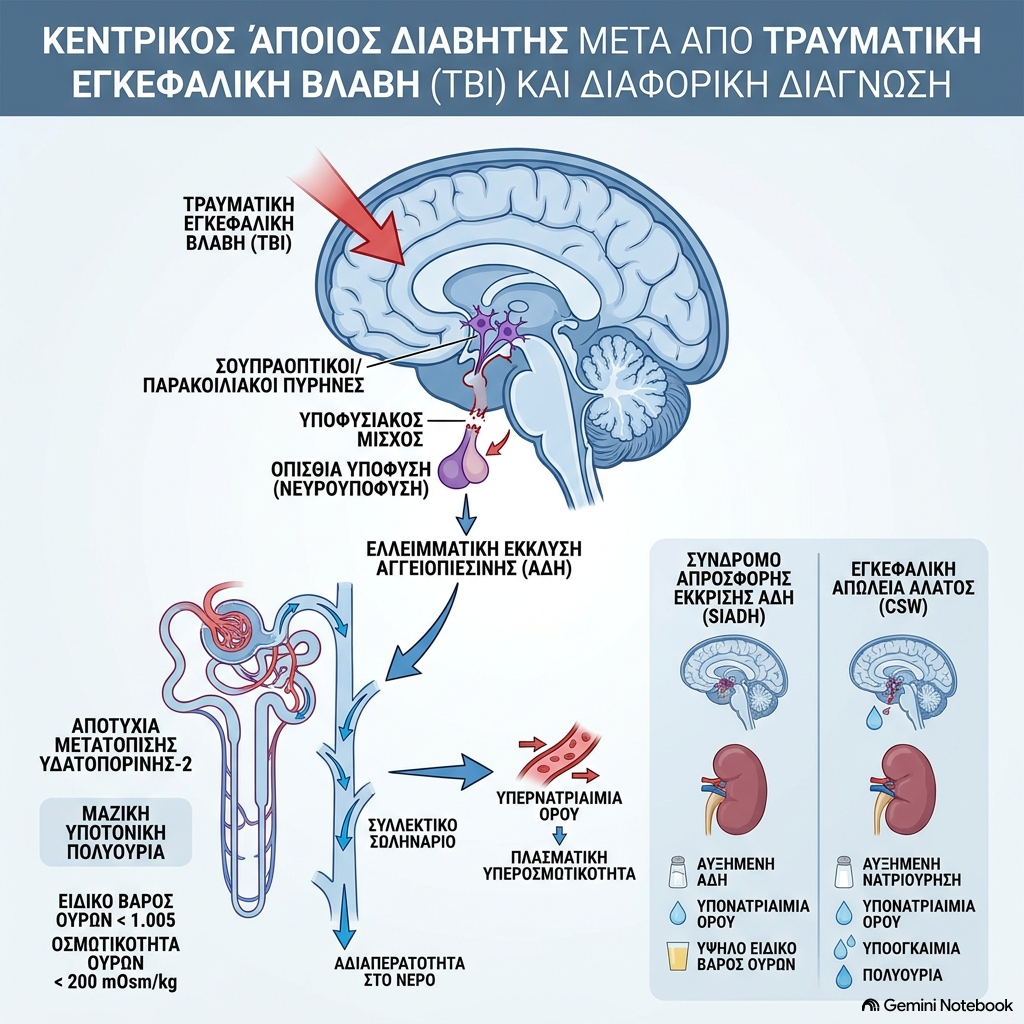 ΚΕΝΤΡΙΚΟΣ ΆΠΟΙΟΣ ΔΙΑΒΗΤΗΣ ΜΕΤΑ ΑΠΟ ΤΡΑΥΜΑΤΙΚΗ
ΕΓΚΕΦΑΛΙΚΗ ΒΛΑΒΗ (TBI) ΚΑΙ ΔΙΑΦΟΡΙΚΗ ΔΙΑΓΝΩΣΗ
ΤΡΑΥΜΑΤΙΚΗ
ΕΓΚΕΦΑΛΙΚΗ
ΒΛΑΒΗ (TBI)
ΣΟΥΠΡΑΟΠΤΙΚΟΙ/
ΠΑΡΑΚΟΙΛΙΑΚΟΙ ΠΥΡΗΝΕΣ
ΥΠΟΦΥΣΙΑΚΟΣ
ΜΙΣΧΟΣ
ΟΠΙΣΘΙΑ ΥΠΟΦΥΣΗ
(ΝΕΥΡΟΥΠΟΦΥΣΗ)
ΕΛΛΕΙΜΜΑΤΙΚΗ ΕΚΚΛΥΣΗ
ΑΓΓΕΙΟΠΙΕΣΙΝΗΣ (ΑΔΗ)
ΑΠΟΤΥΧΙΑ
ΜΕΤΑΤΟΠΙΣΗΣ
ΥΔΑΤΟΠΟΡΙΝΗΣ-2
ΜΑΖΙΚΗ
ΥΠΟΤΟΝΙΚΗ
ΠΟΛΥΟΥΡΙΑ
ΕΙΔΙΚΟ ΒΑΡΟΣ
ΟΥΡΩΝ < 1.005
ΟΣΜΩΤΙΚΟΤΗΤΑ
ΟΥΡΩΝ
< 200 mOsm/kg
ΣΥΛΛΕΚΤΙΚΟ
ΣΩΛΗΝΑΡΙΟ
ΑΔΙΑΠΕΡΑΤΟΤΗΤΑ
ΣΤΟ ΝΕΡΟ
ΥΠΕΡΝΑΤΡΙΑΙΜΙΑ
ΟΡΟΥ
ΠΛΑΣΜΑΤΙΚΗ
ΥΠΕΡΟΣΜΩΤΙΚΟΤΗΤΑ
ΣΥΝΔΡΟΜΟ
ΑΠΡΟΣΦΟΡΗΣ
ΕΚΚΡΙΣΗΣ ΑΔΗ
(SIADH)
ΑΥΞΗΜΕΝΗ
ΑΔΗ
ΥΠΟΝΑΤΡΙΑΙΜΙΑ
ΟΡΟΥ
ΥΨΗΛΟ ΕΙΔΙΚΟ
ΒΑΡΟΣ ΟΥΡΩΝ
ΕΓΚΕΦΑΛΙΚΗ
ΑΠΩΛΕΙΑ ΑΛΑΤΟΣ
(CSW)
ΑΥΞΗΜΕΝΗ
ΝΑΤΡΙΟΥΡΗΣΗ
ΥΠΟΝΑΤΡΙΑΙΜΙΑ
ΟΡΟΥ
ΥΠΟΟΓΚΑΙΜΙΑ
ΠΟΛΥΟΥΡΙΑ
Gemini Notebook